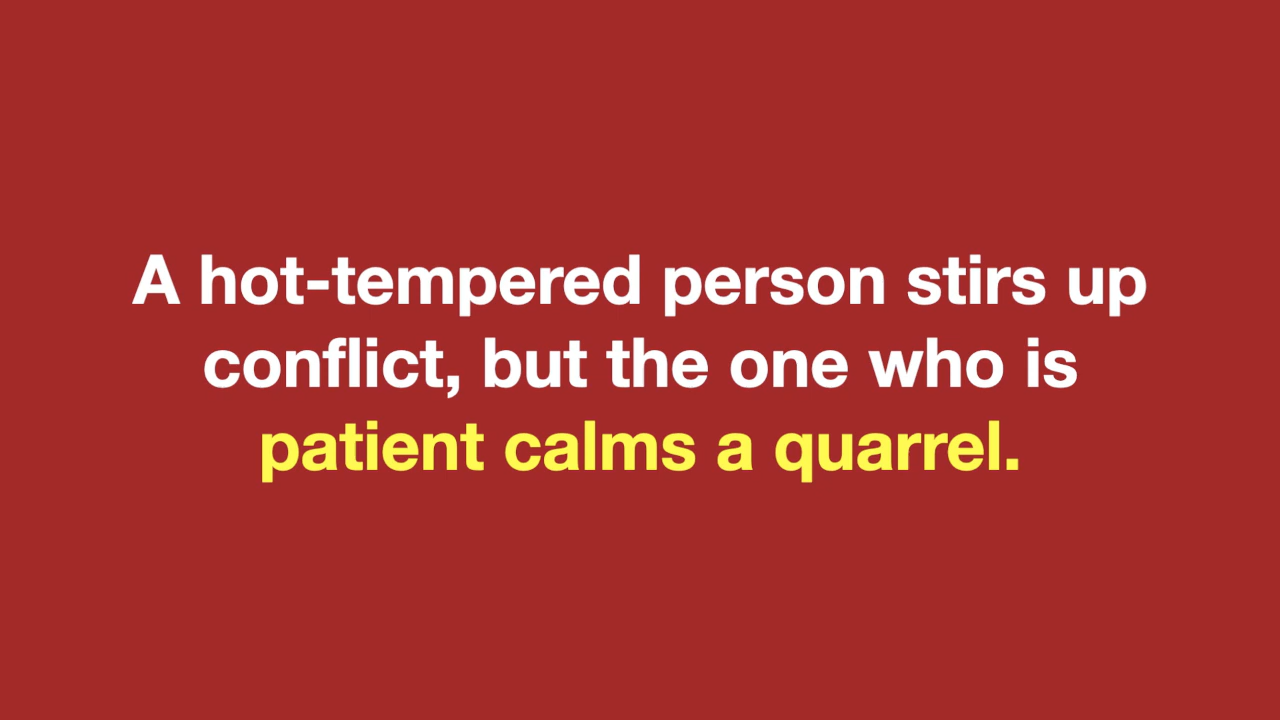 A hot-tempered person stirs up
conflict, but the one who is
patient calms a quarrel.